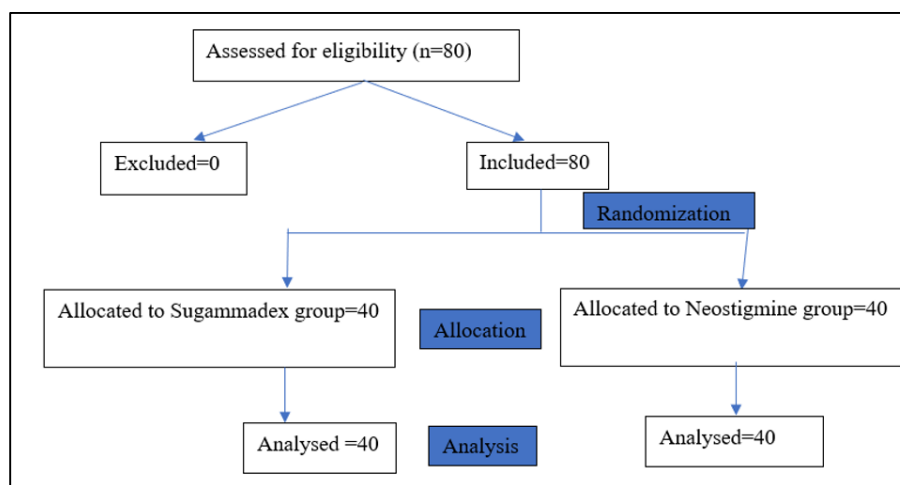 Assessed for eligibility (n=80)
Excluded=0
Included=80
Randomization
Allocated to Sugammadex group=40
Allocation
Allocated to Neostigmine group=40
Analysed =40
Analysis
Analysed=40